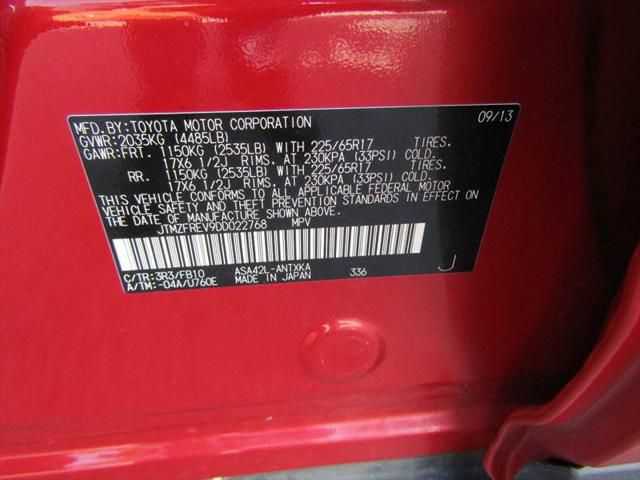 MFD.BY:TOYOTA MOTOR CORPORATION 09/13
GVWR:2035KG (4485LB)
GAWR:FRT. 1150KG (2535LB) WITH 225/65R17 TIRES.
17X6 1/2J RIMS, AT 230KPA (33PSI) COLD.
RR. 1150KG (2535LB) WITH 225/65R17 TIRES.
17X6 1/2J RIMS, AT 230KPA (33PSI) COLD.
THIS VEHICLE CONFORMS TO ALL APPLICABLE FEDERAL MOTOR
VEHICLE SAFETY AND THEFT PREVENTION STANDARDS IN EFFECT ON
THE DATE OF MANUFACTURE SHOWN ABOVE.
JTMZFREV9DD022768 MPV
C/TR:3R3/FB10 ASA42L-ANTXKA
A/TM:-04A/U760E MADE IN JAPAN 336 J